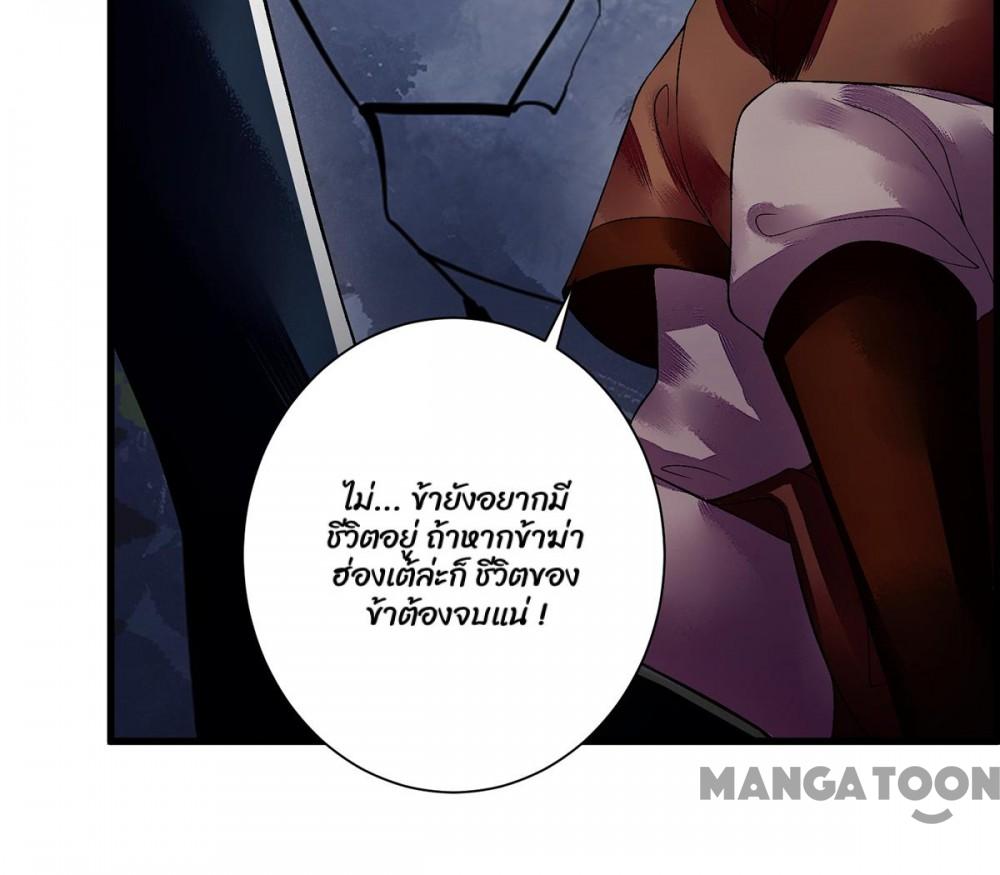 ไม่... ข้ายังอยากมี
ชีวิตอยู่ ถ้าหากข้าฆ่า
ฮ่องเต้ล่ะก็ ชีวิตของ
ข้าต้องจบแน่ !
MANGATOON